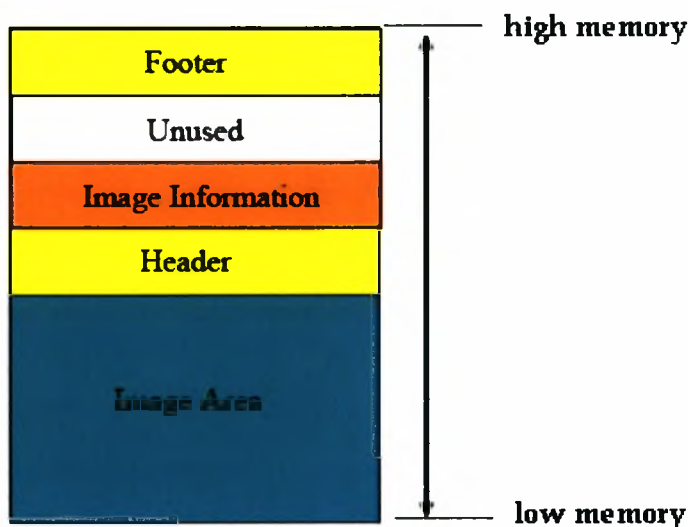 high memory
Footer
Unused
Image Information
Header
Image Area
low memory